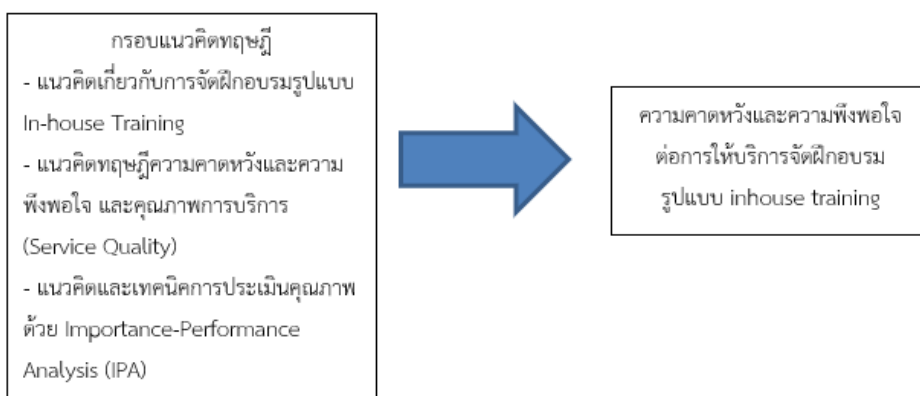 กรอบแนวคิดทฤษฎี
- แนวคิดเกี่ยวกับการจัดฝึกอบรมรูปแบบ
In-house Training
- แนวคิดทฤษฎีความคาดหวังและความ
พึงพอใจ และคุณภาพการบริการ
(Service Quality)
- แนวคิดและเทคนิคการประเมินคุณภาพ
ด้วย Importance-Performance
Analysis (IPA)
ความคาดหวังและความพึงพอใจ
ต่อการให้บริการจัดฝึกอบรม
รูปแบบ inhouse training